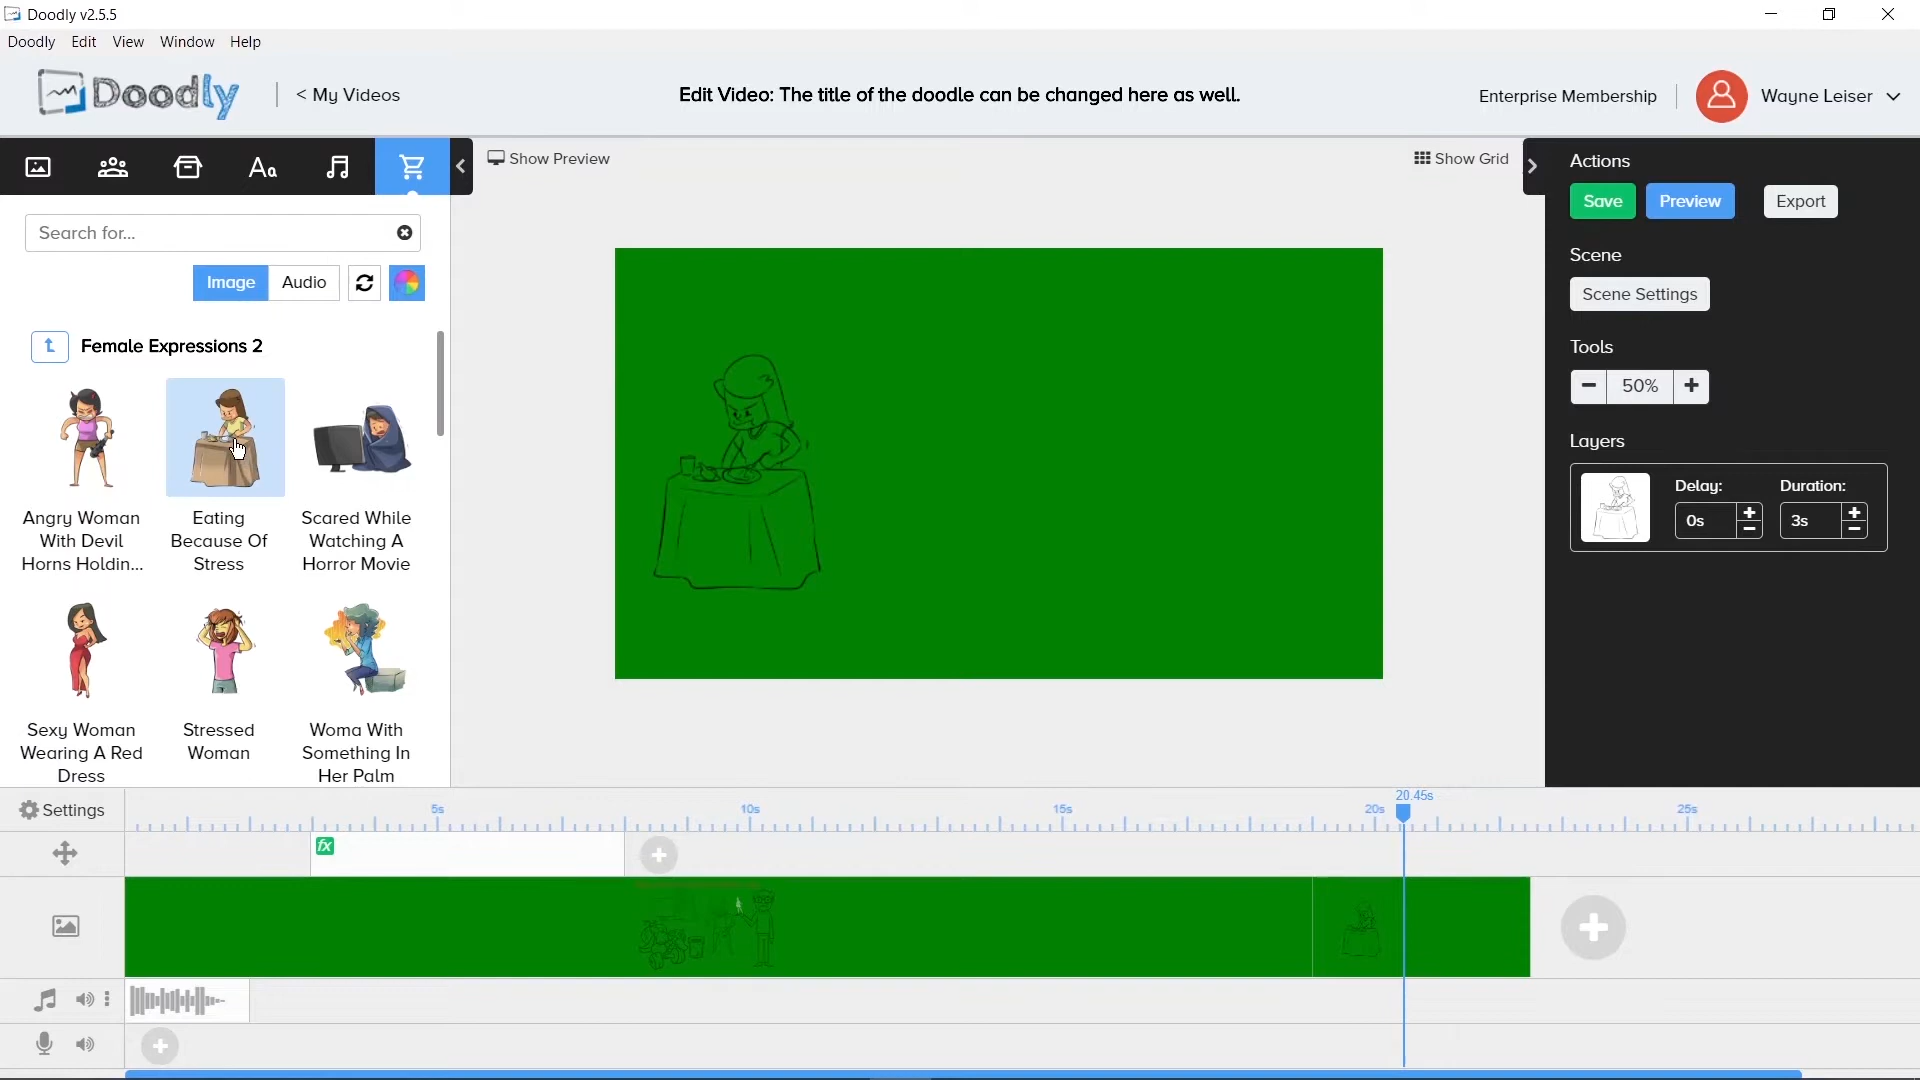 Doodly v2.5.5
Doodly Edit View Window Help
Doodly
< My Videos
Edit Video: The title of the doodle can be changed here as well.
Enterprise Membership
Wayne Leiser
Aa
Show Preview
Show Grid
Search for...
Image
Audio
Female Expressions 2
Angry Woman
With Devil
Horns Holdin...
Eating
Because Of
Stress
Scared While
Watching A
Horror Movie
Sexy Woman
Wearing A Red
Dress
Stressed
Woman
Woma With
Something In
Her Palm
Actions
Save
Preview
Export
Scene
Scene Settings
Tools
50%
Layers
Delay:
0s
Duration:
3s
Settings
5s
10s
15s
20s
20.45s
25s
fx